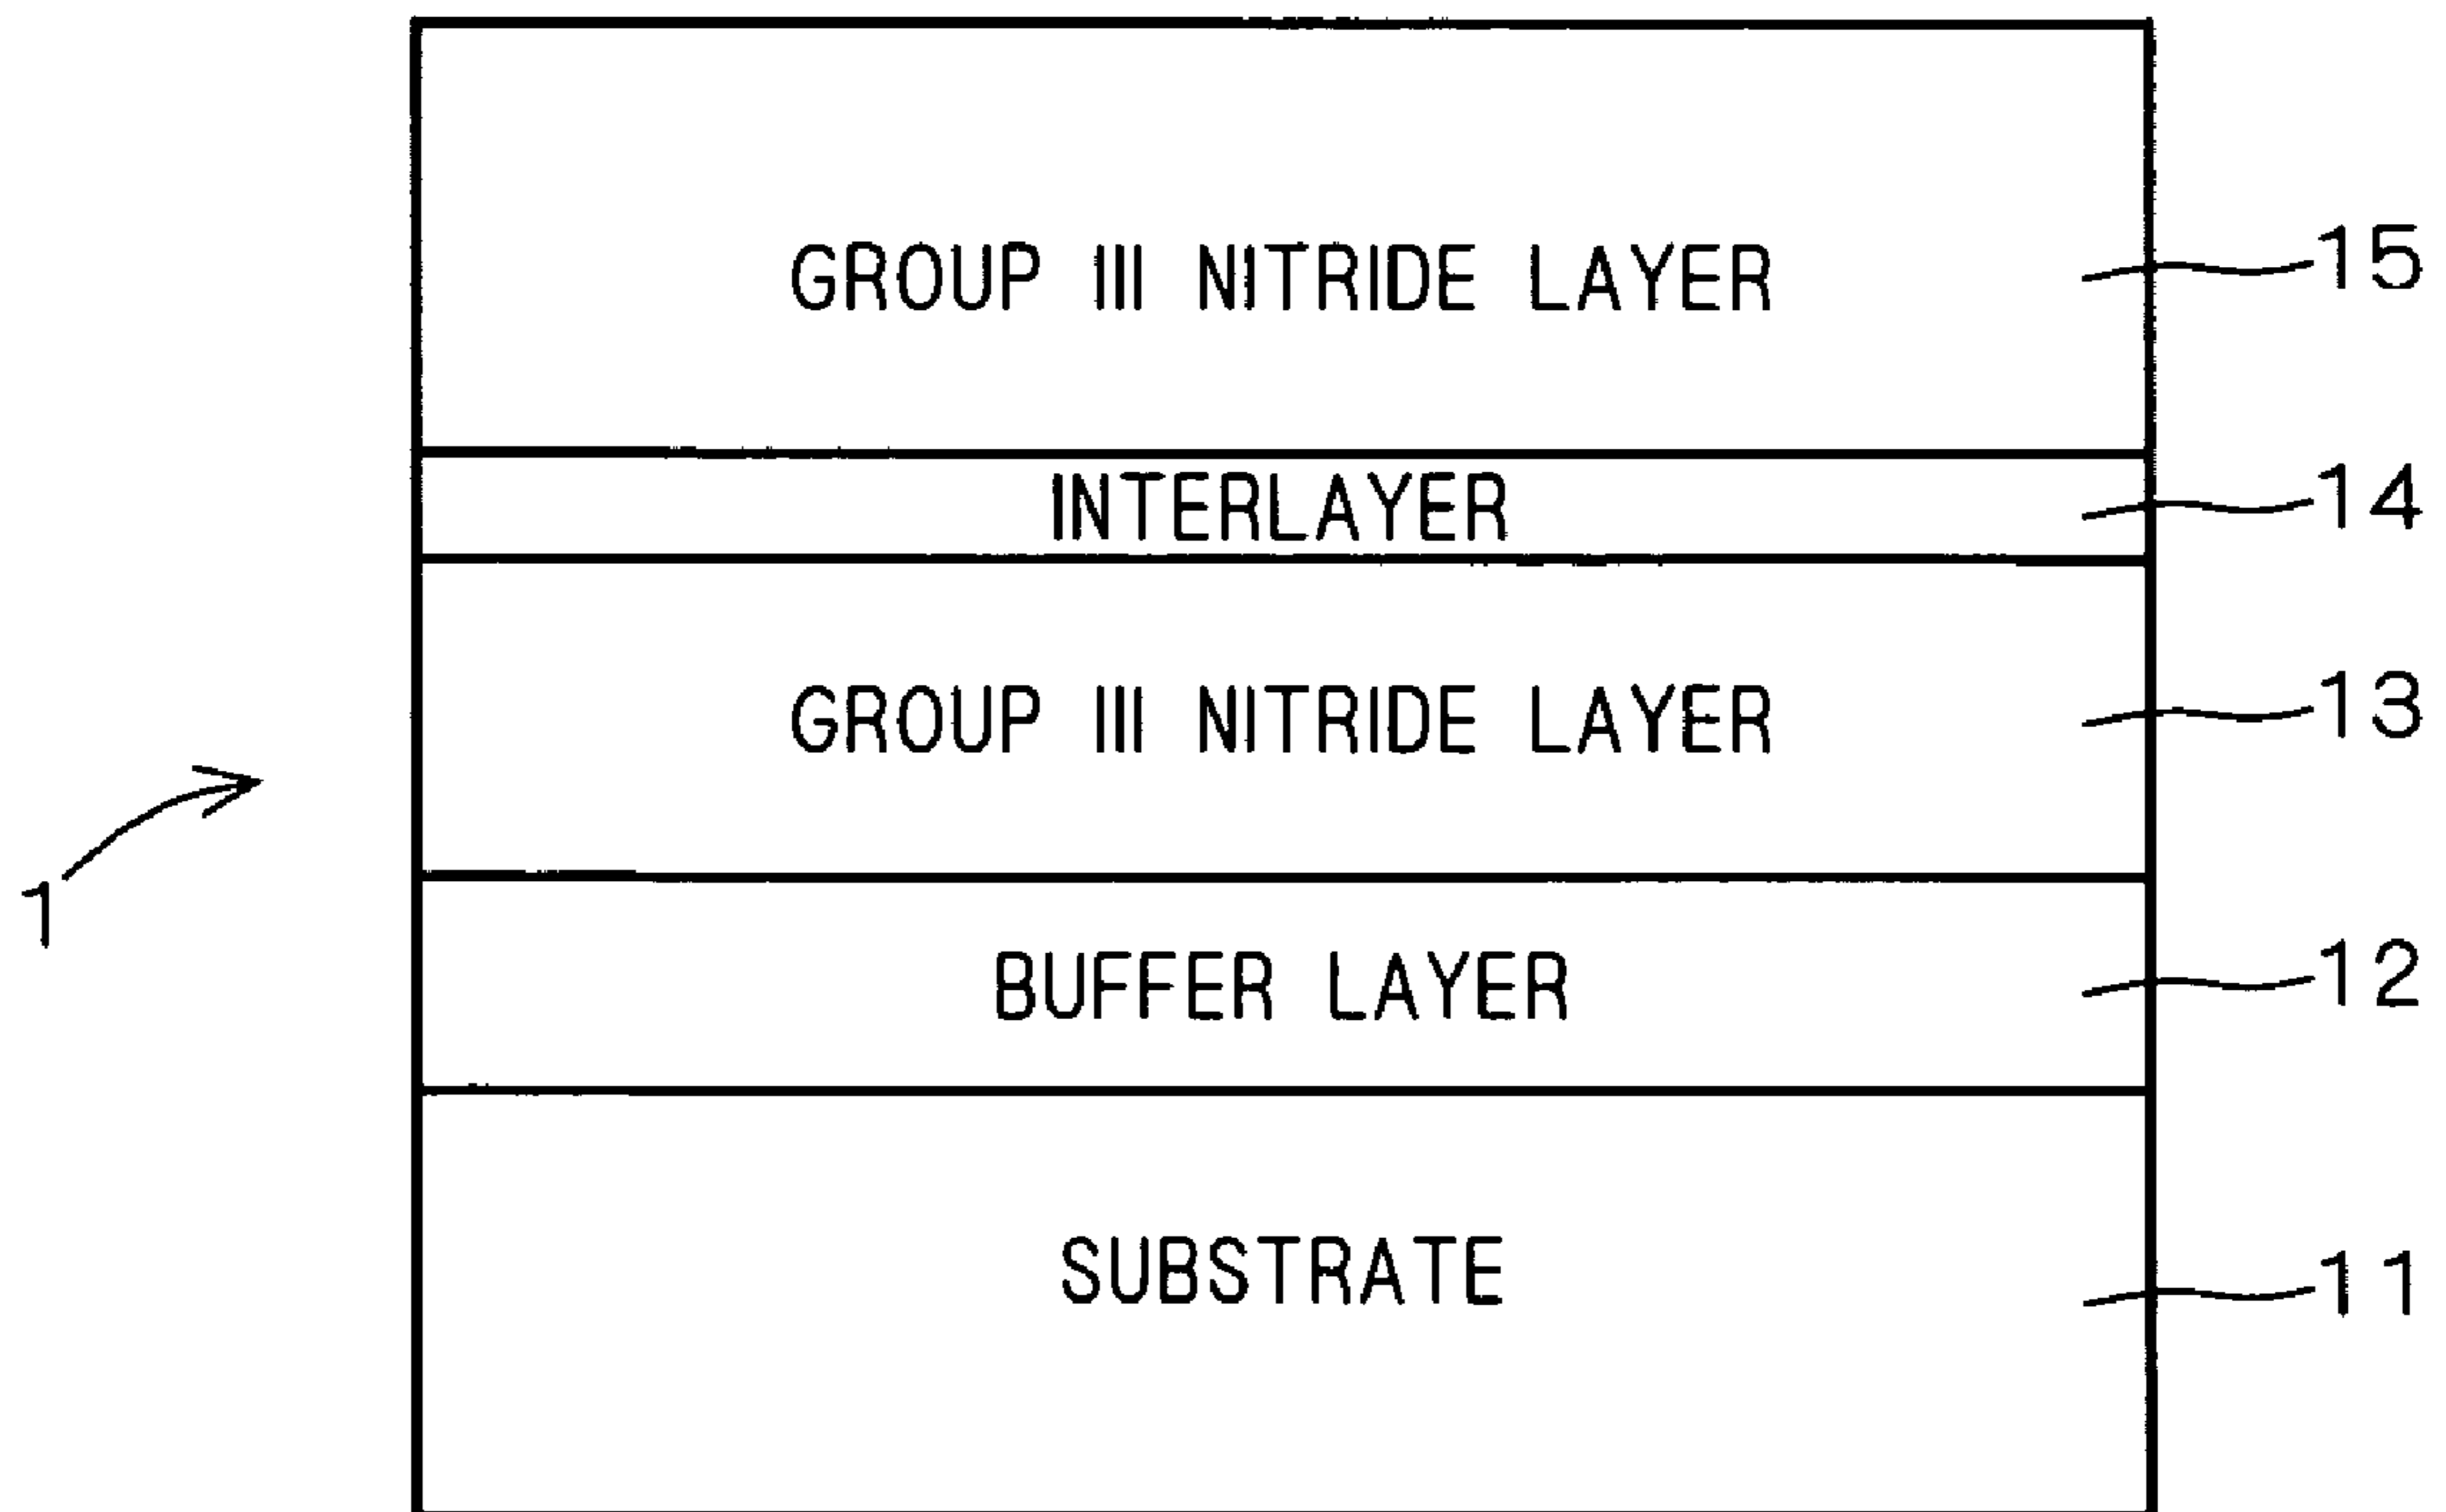 GROUP III NITRIDE LAYER 15
INTERLAYER 14
GROUP III NITRIDE LAYER 13
1
BUFFER LAYER 12
SUBSTRATE 11